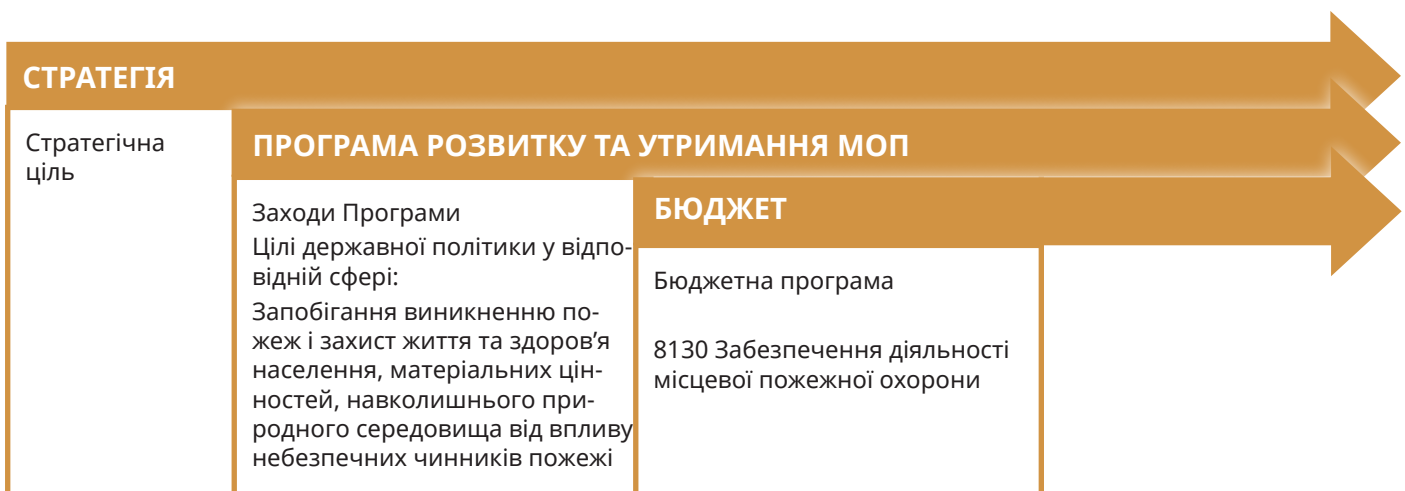 СТРАТЕГІЯ
Стратегічна
ціль
ПРОГРАМА РОЗВИТКУ ТА УТРИМАННЯ МОП
Заходи Програми
Цілі державної політики у відпо-
відній сфері:
Запобігання виникненню по-
жеж і захист життя та здоров’я
населення, матеріальних цін-
ностей, навколишнього при-
родного середовища від впливу
небезпечних чинників пожежі
БЮДЖЕТ
Бюджетна програма
8130 Забезпечення діяльності
місцевої пожежної охорони